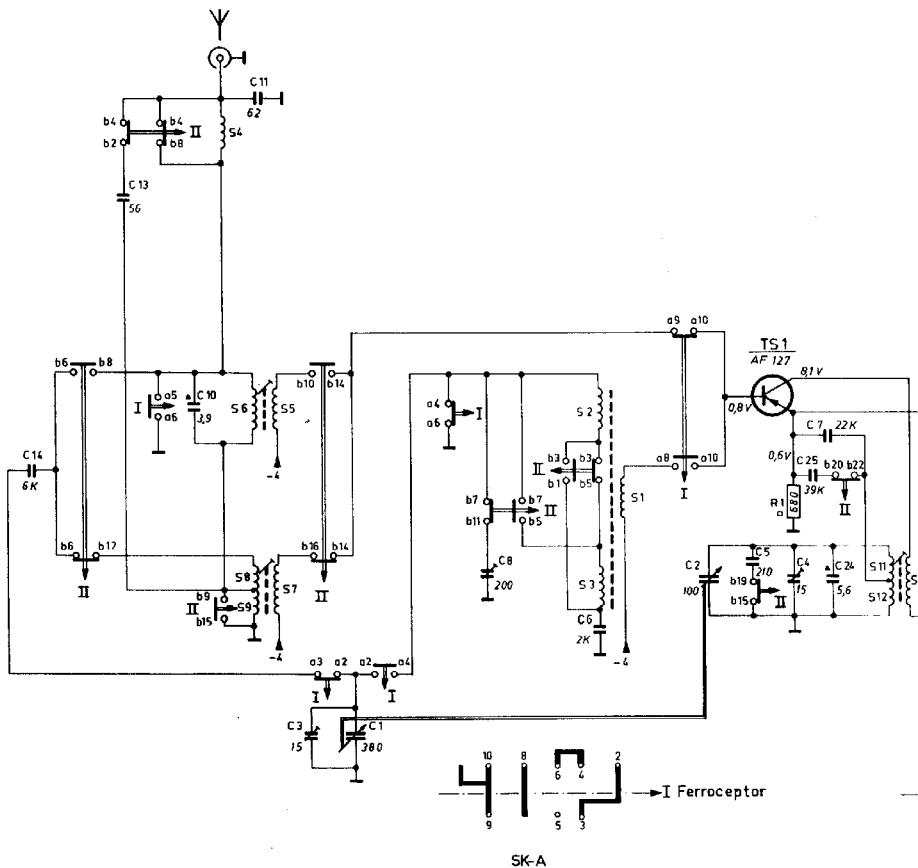 C11
62
b4
b4
II
b2
b8
S4
C13
56
a9
a10
TS1
AF 127
8,1V
b6
b8
b10
b14
I
a5
a6
C10
3,9
S6
S5
a4
a6
I
S2
0,8V
C7
22K
-4
b3
b3
II
b1
b5
a8
a10
I
0,6V
C25
39K
b20
b22
II
C14
6K
b7
b11
b7
b5
II
S1
R1
680
b6
b17
b16
b14
II
II
S8
S9
S7
C8
200
S3
C2
100
C5
210
b19
b15
II
C4
15
C24
5,6
S11
S12
S
II
b9
b15
C6
2K
-4
-4
a3
a2
a2
a4
I
I
C3
15
C1
380
10
8
6
4
2
I Ferroceptor
9
5
3
SK-A